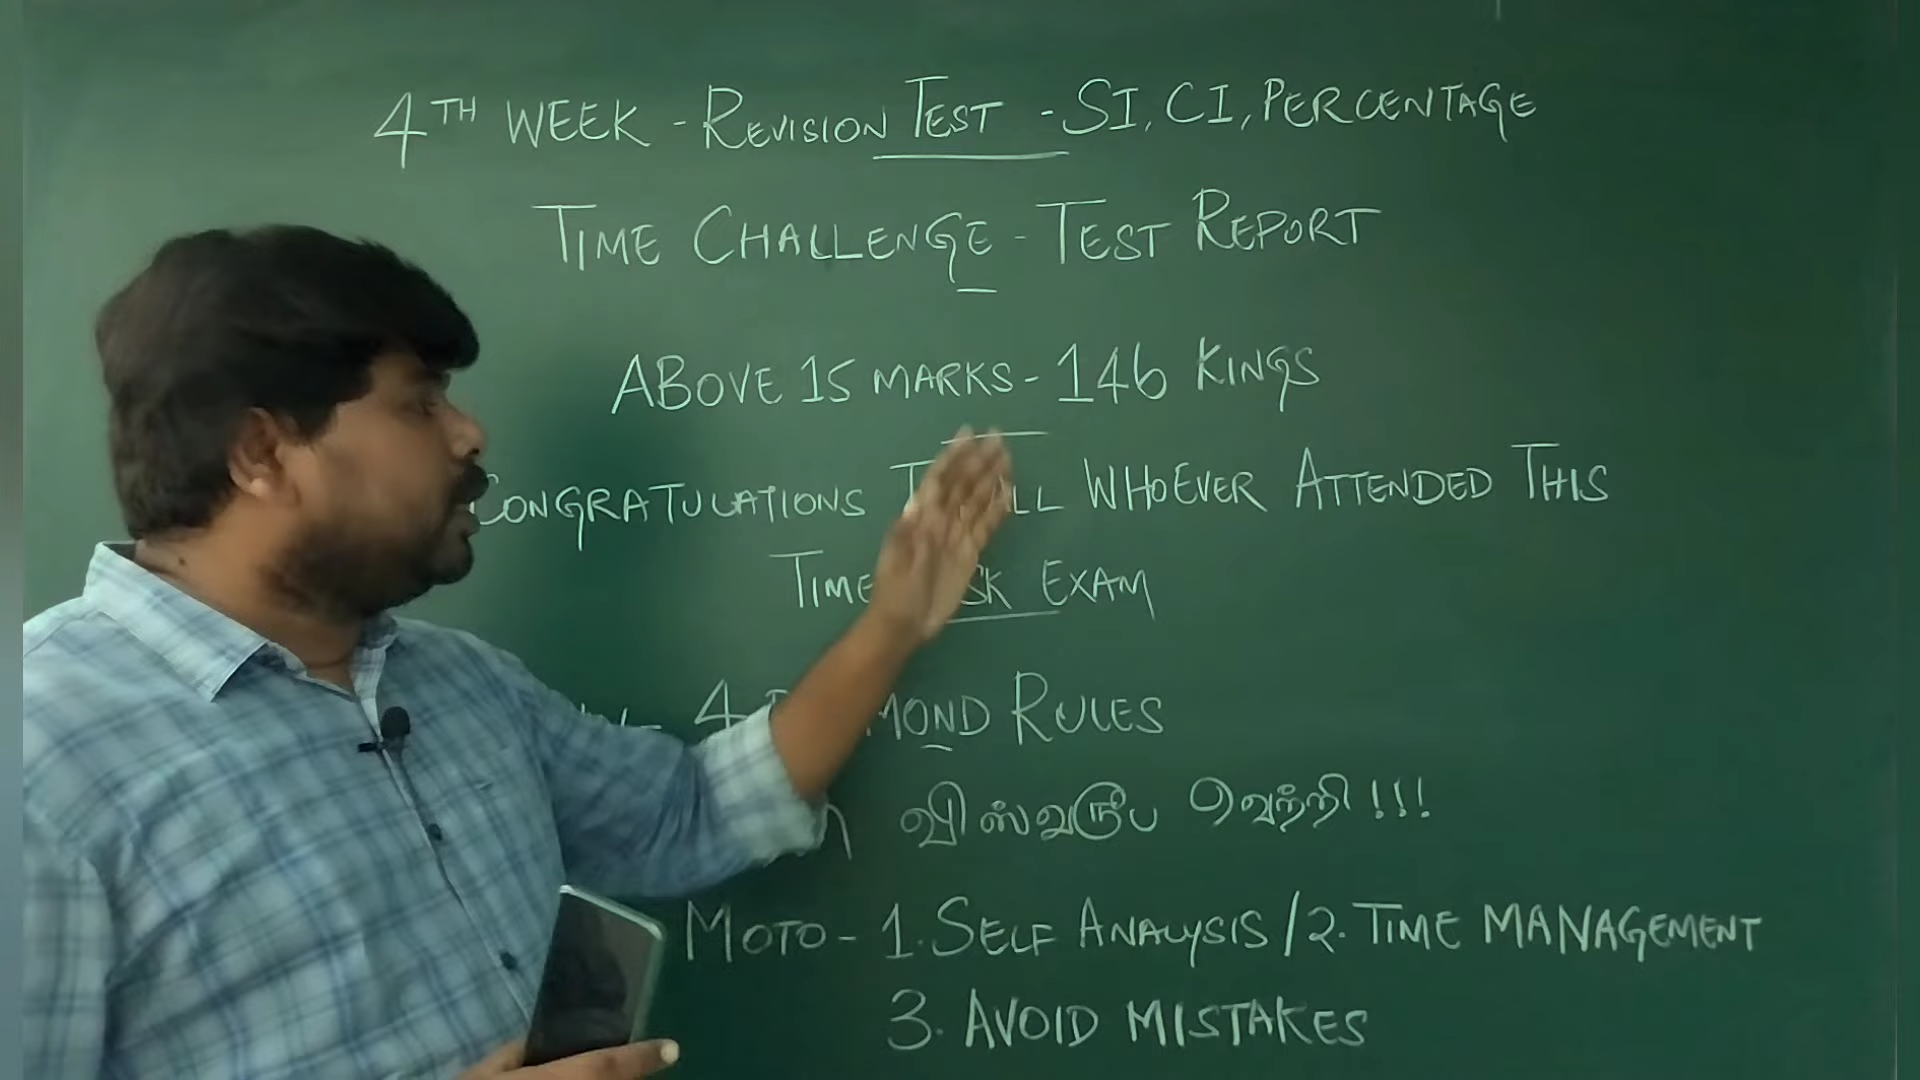 4TH WEEK - REVISION TEST - SI, CI, PERCENTAGE
TIME CHALLENGE - TEST REPORT
ABOVE 15 MARKS - 146 KINGS
CONGRATULATIONS ALL WHOEVER ATTENDED THIS
TIME EXAM
4 RULES
விஸ்வரூப வெற்றி !!!
MOTO - 1. SELF ANALYSIS / 2. TIME MANAGEMENT
3. AVOID MISTAKES